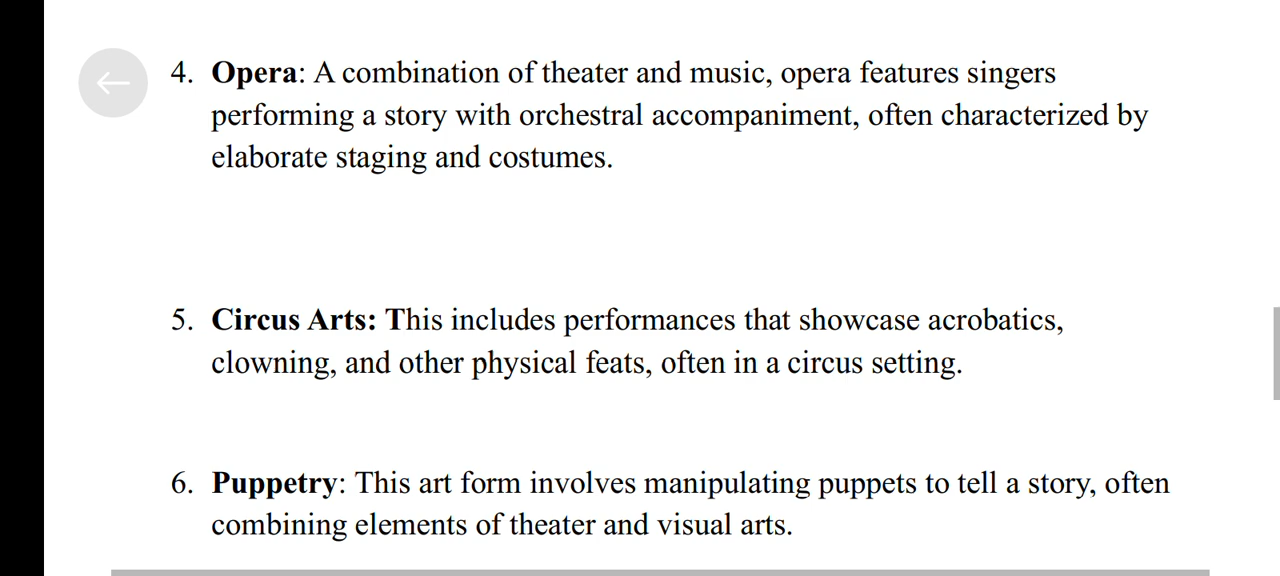 4. Opera: A combination of theater and music, opera features singers
performing a story with orchestral accompaniment, often characterized by
elaborate staging and costumes.
5. Circus Arts: This includes performances that showcase acrobatics,
clowning, and other physical feats, often in a circus setting.
6. Puppetry: This art form involves manipulating puppets to tell a story, often
combining elements of theater and visual arts.